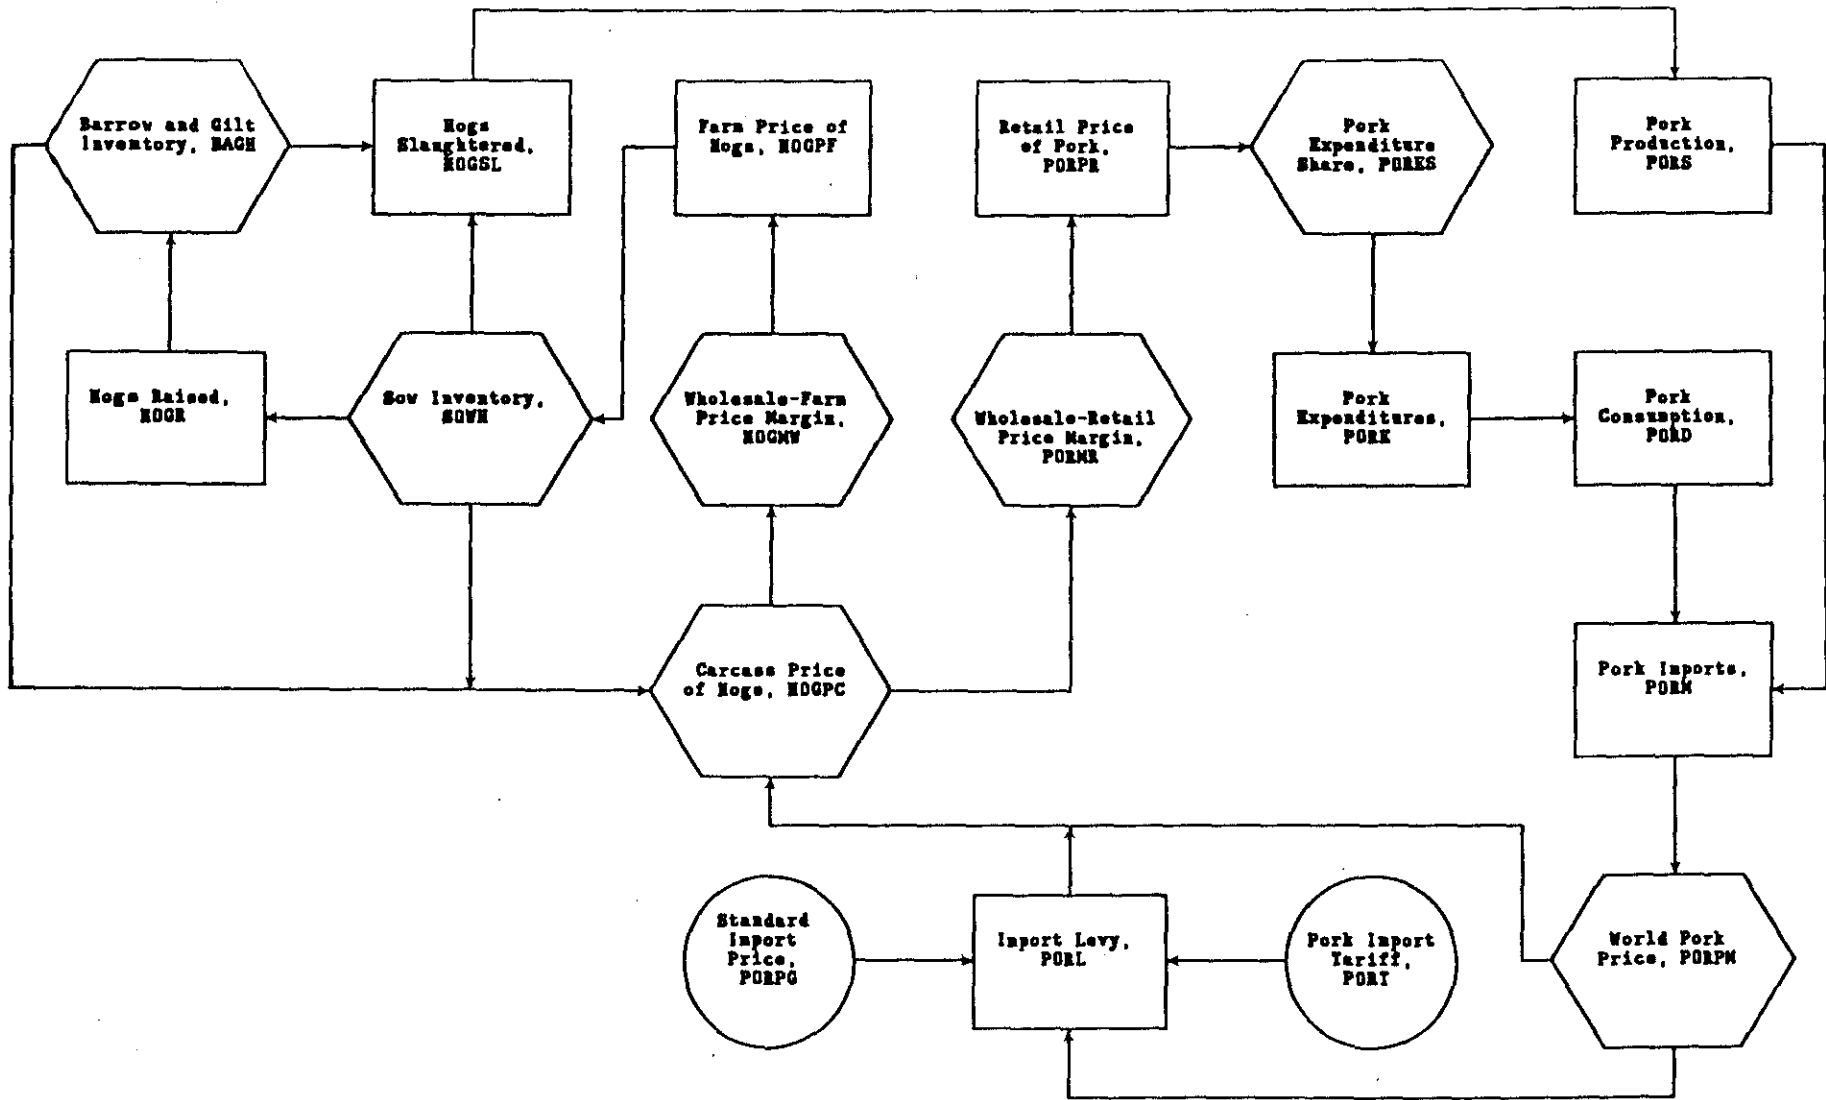 Barrow and Gilt
Inventory, BAGH
Hogs
Slaughtered,
HOGSL
Farm Price of
Hogs, HOGPF
Retail Price
of Pork,
PORPR
Pork
Expenditure
Share, PORES
Pork
Production,
PORS
Hogs Raised,
HOGR
Sow Inventory,
SOWH
Wholesale-Farm
Price Margin,
HOGMW
Wholesale-Retail
Price Margin,
PORMR
Pork
Expenditures,
PORE
Pork
Consumption,
PORD
Carcass Price
of Hogs, HOGPC
Pork Imports,
PORM
Standard
Import
Price,
PORPG
Import Levy,
PORL
Pork Import
Tariff,
PORT
World Pork
Price, PORPM